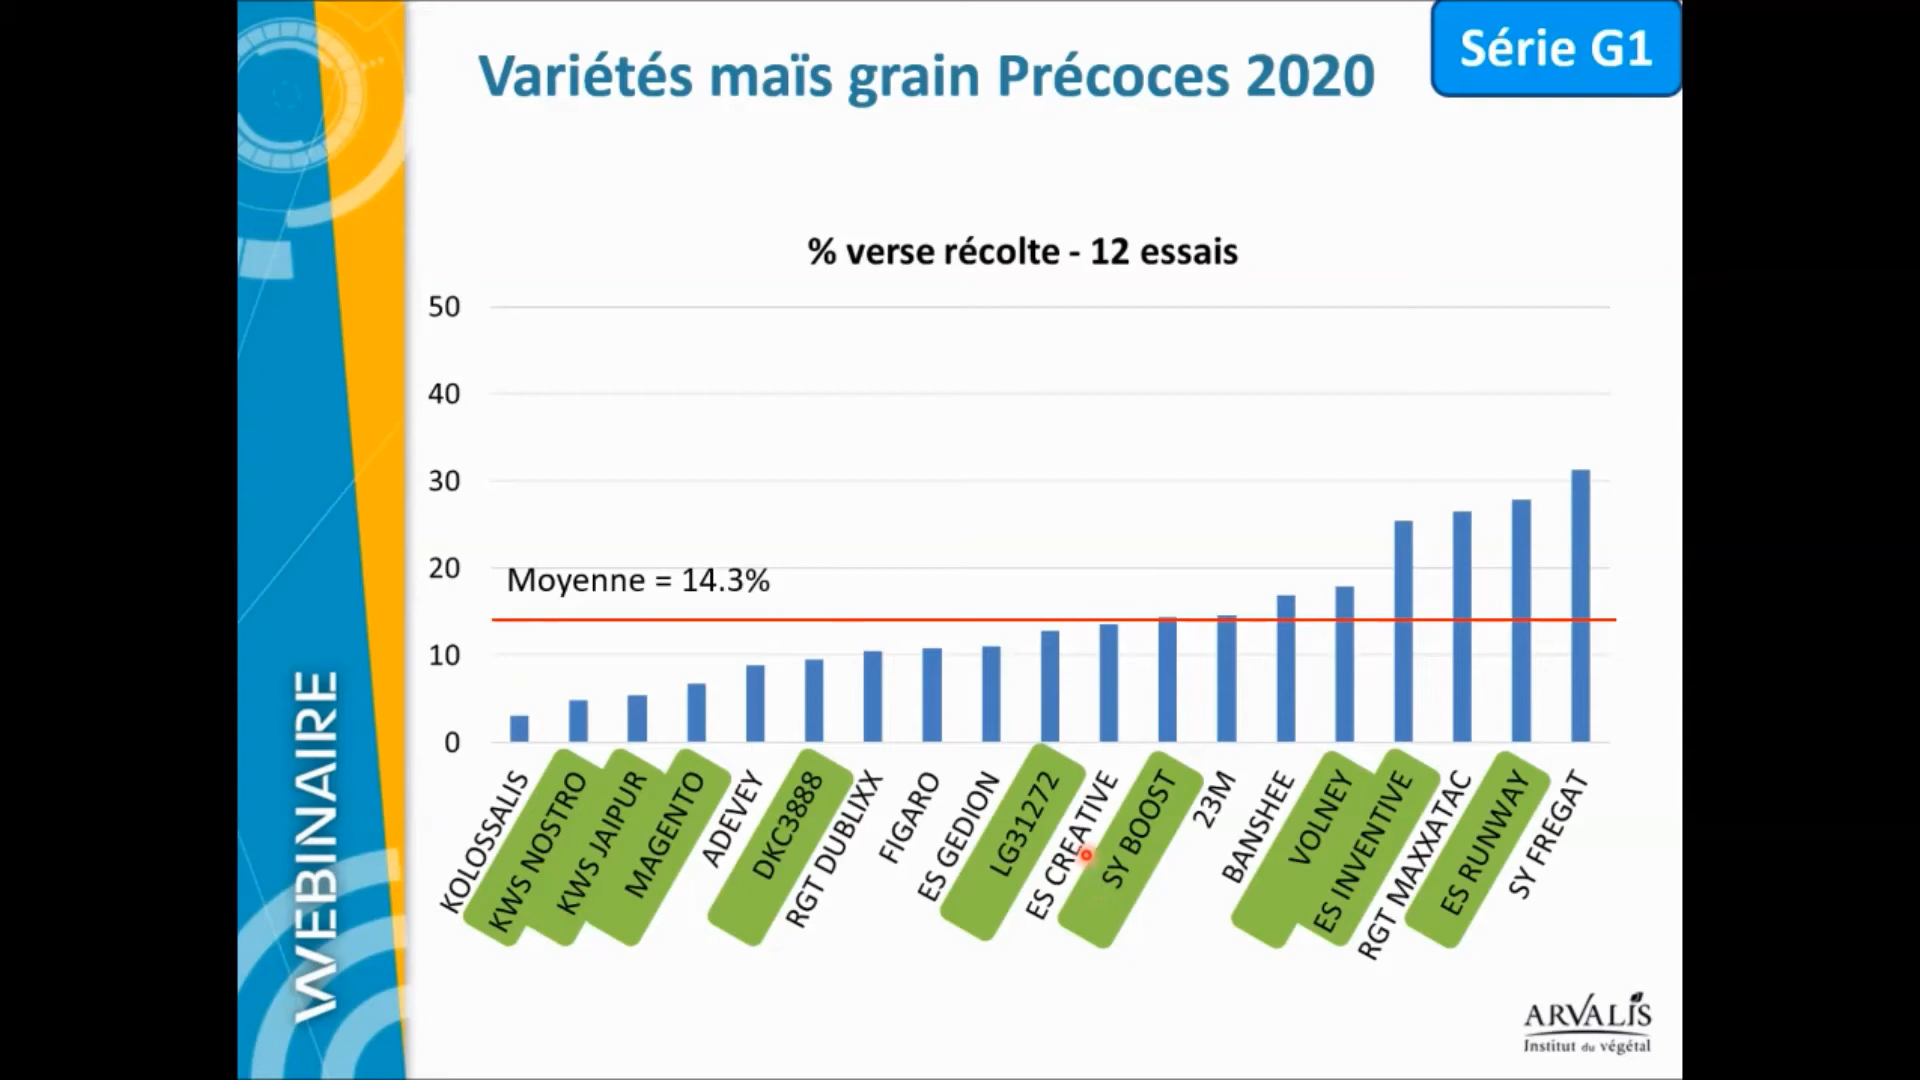 Série G1
Variétés maïs grain Précoces 2020
% verse récolte - 12 essais
50
40
30
20
10
0
Moyenne = 14.3%
KOLOSSALIS
KWS NOSTRO
KWS JAIPUR
MAGENTO
ADEVEY
DKC3888
RGT DUBLIXX
FIGARO
ES GEDION
LG31272
ES CREATIVE
SY BOOST
23M
BANSHEE
VOLNEY
ES INVENTIVE
RGT MAXXATAC
ES RUNWAY
SY FREGAT
WEBINAIRE
ARVALIS
Institut du végétal